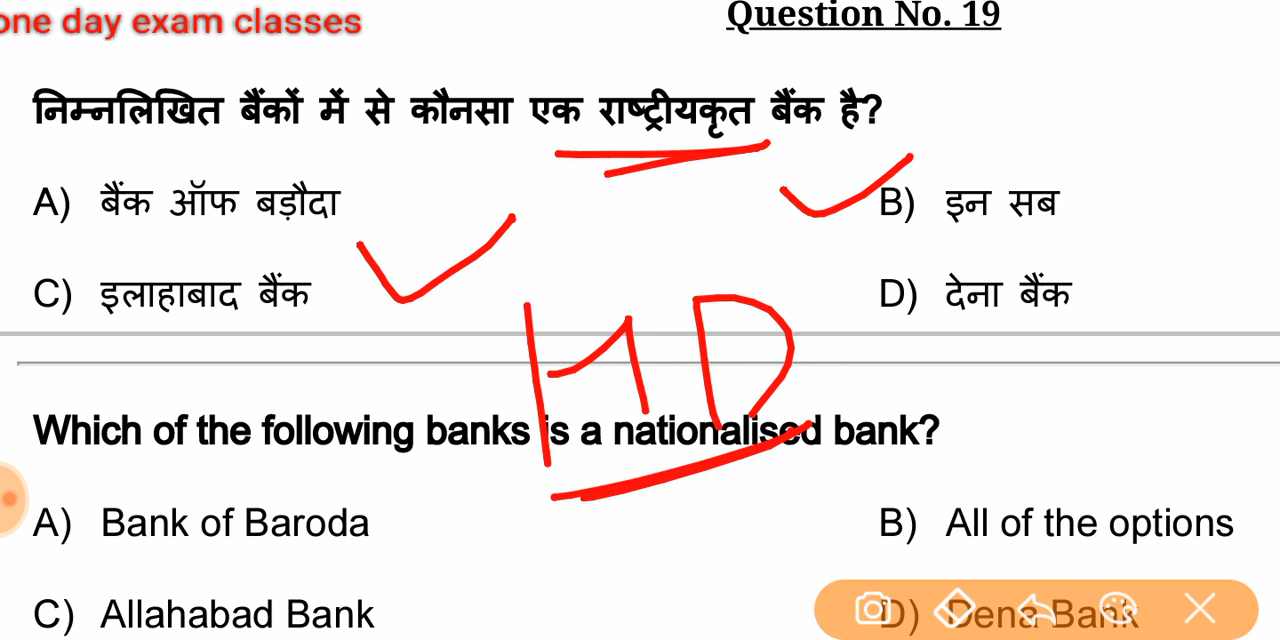 one day exam classes
Question No. 19
निम्नलिखित बैंकों में से कौनसा एक राष्ट्रीयकृत बैंक है?
A) बैंक ऑफ बड़ौदा
B) इन सब
C) इलाहाबाद बैंक
D) देना बैंक
HD
Which of the following banks is a nationalised bank?
A) Bank of Baroda
B) All of the options
C) Allahabad Bank
D) Dena Bank